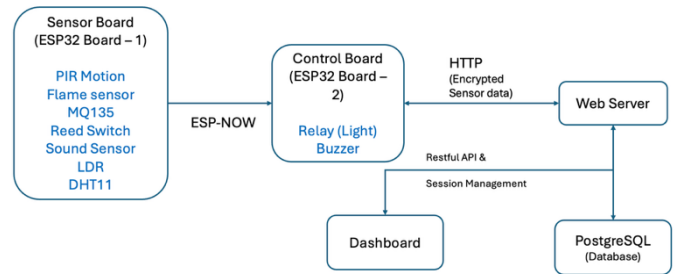 Sensor Board
(ESP32 Board – 1)
PIR Motion
Flame sensor
MQ135
Reed Switch
Sound Sensor
LDR
DHT11
ESP-NOW
Control Board
(ESP32 Board –
2)
Relay (Light)
Buzzer
HTTP
(Encrypted
Sensor data)
Web Server
Restful API &
Session Management
Dashboard
PostgreSQL
(Database)